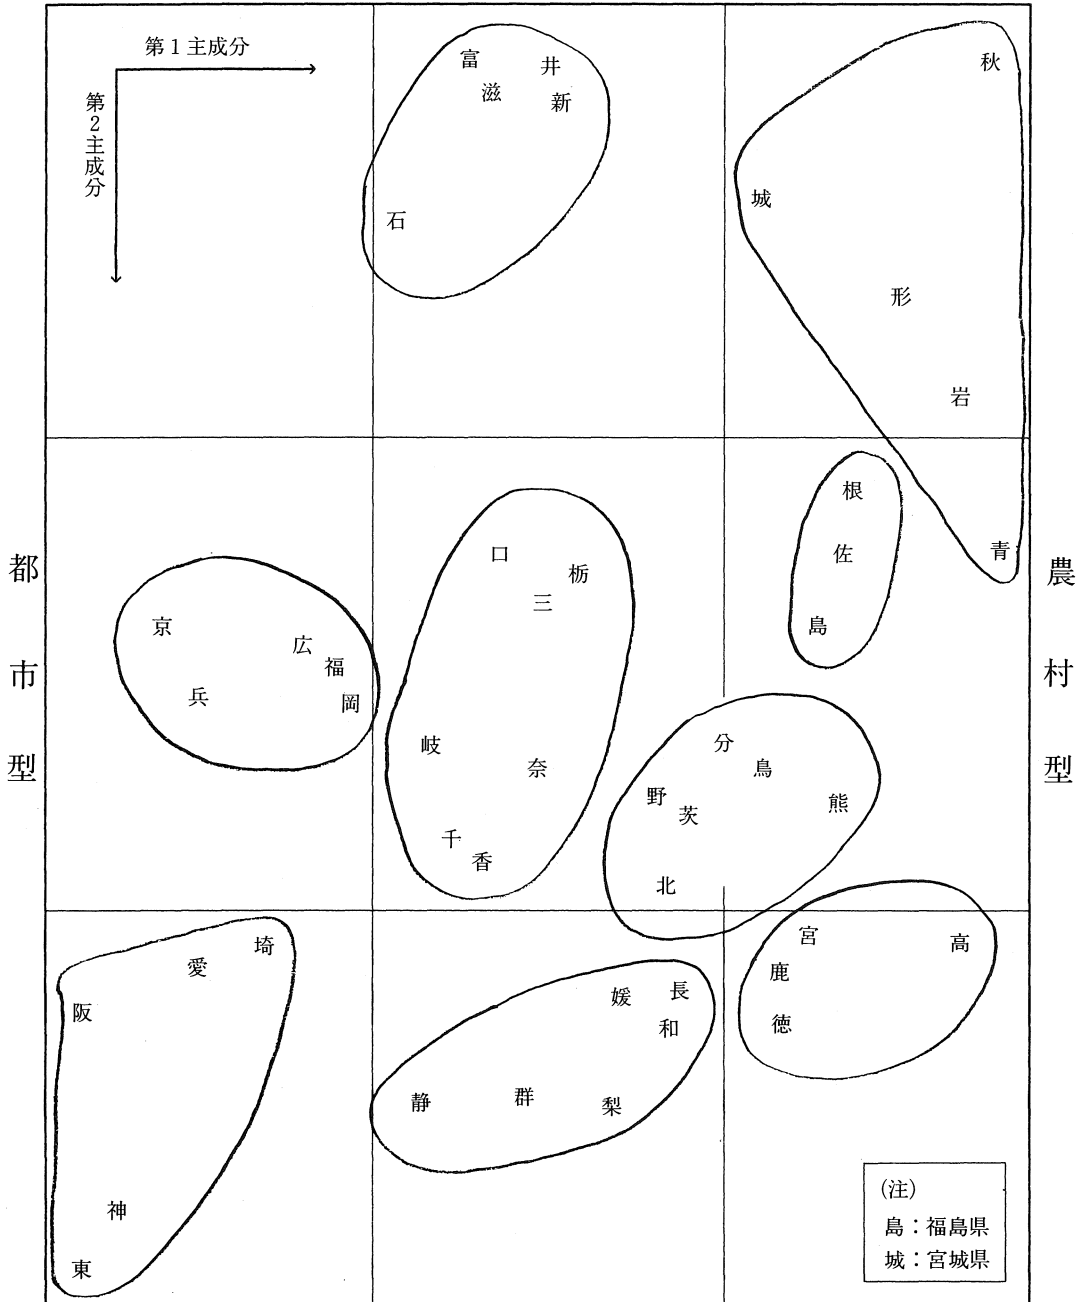 第1主成分
第2主成分
富
井
滋
新
石
秋
城
形
岩
青
都市型
農村型
京
広
福
兵
岡
口
栃
三
岐
奈
千
香
根
佐
島
分
鳥
野
茨
熊
北
埼
愛
阪
神
東
媛
長
和
静
群
梨
宮
高
鹿
徳
(注)
島：福島県
城：宮城県